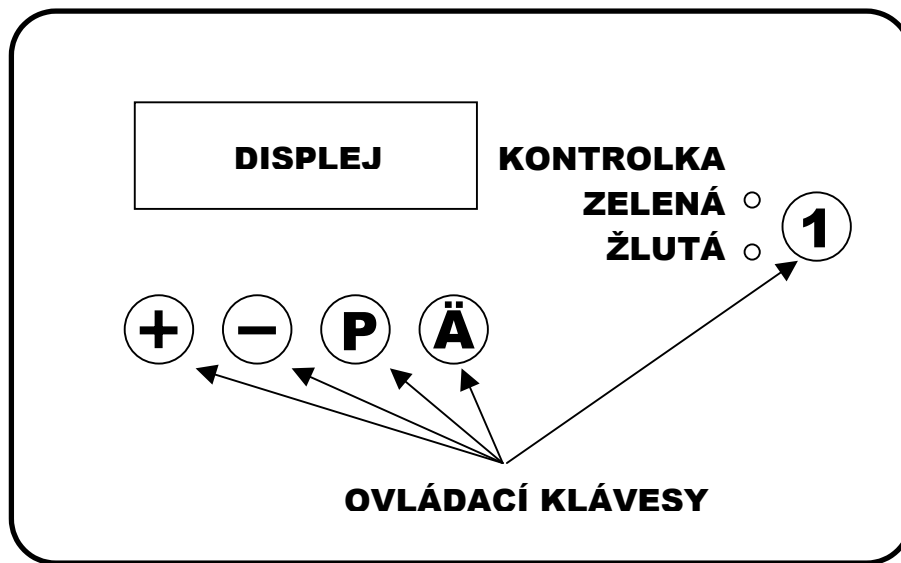 DISPLEJ
KONTROLKA
ZELENÁ
ŽLUTÁ
1
+ − P Ä
OVLÁDACÍ KLÁVESY